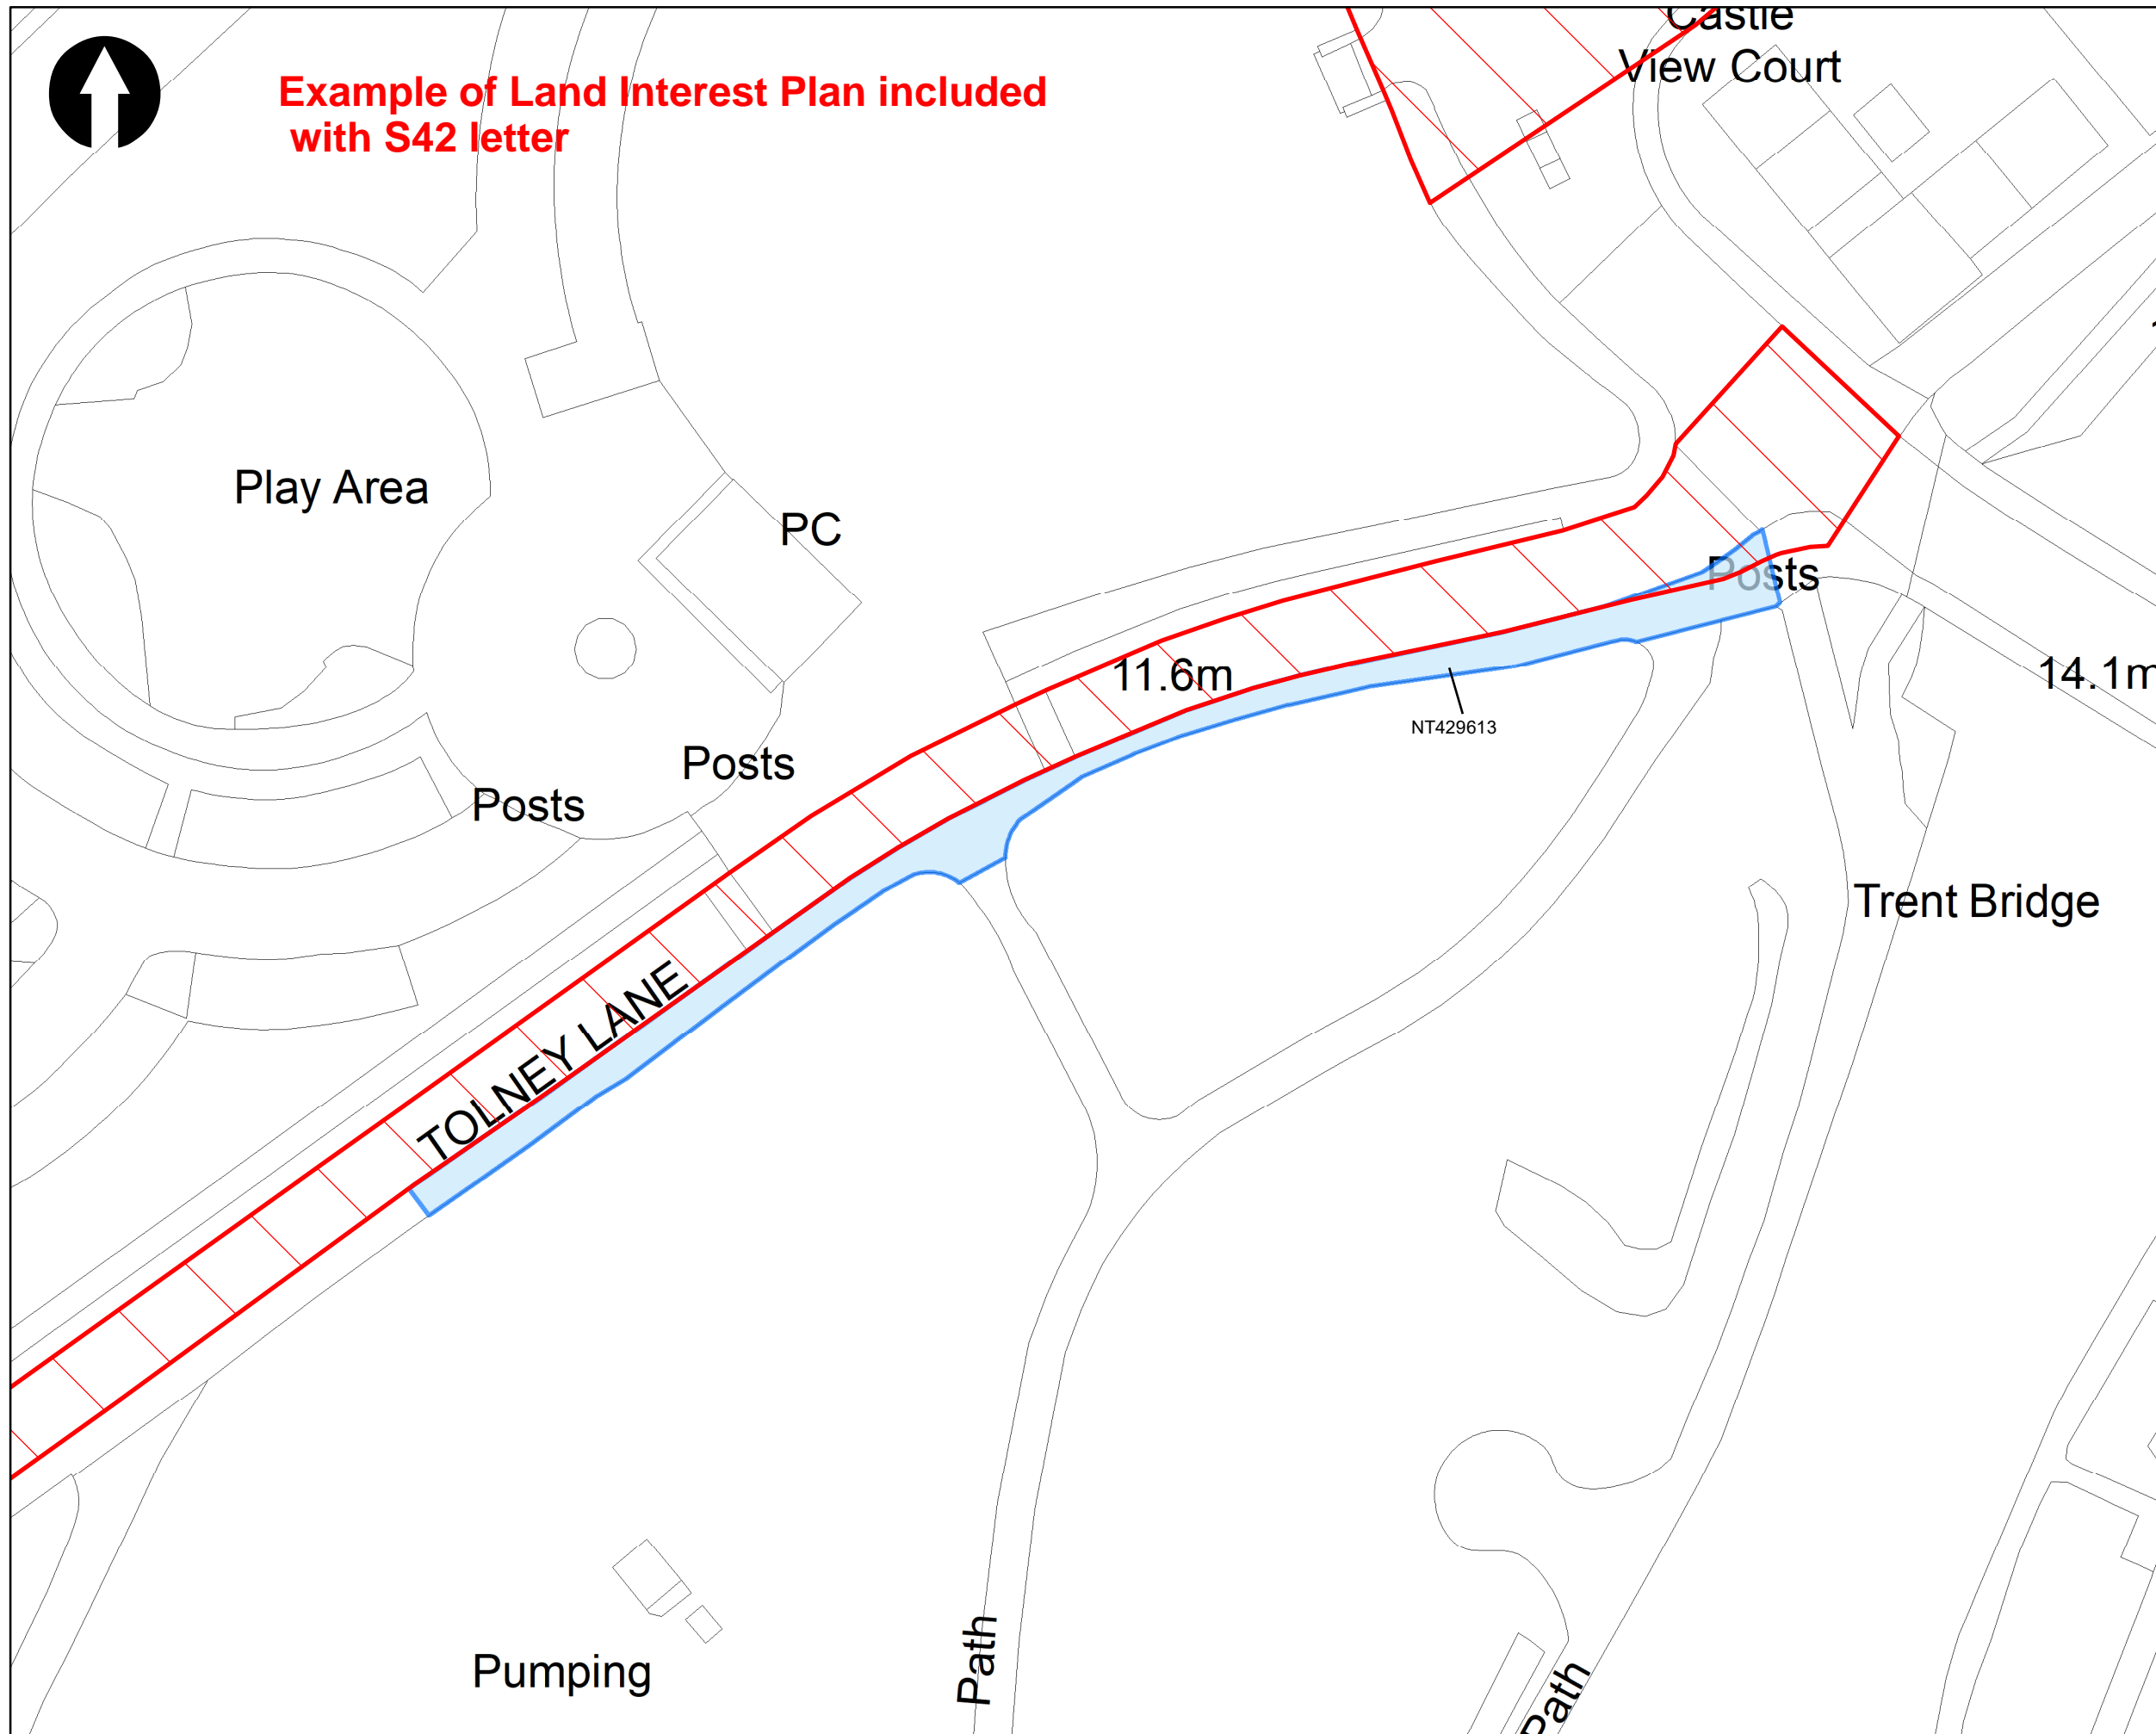 Castle
View Court
Example of Land Interest Plan included
with S42 letter
Play Area
PC
Posts
11.6m
14.1m
NT429613
Posts
Posts
Trent Bridge
TOLNEY LANE
Pumping
Path
Path